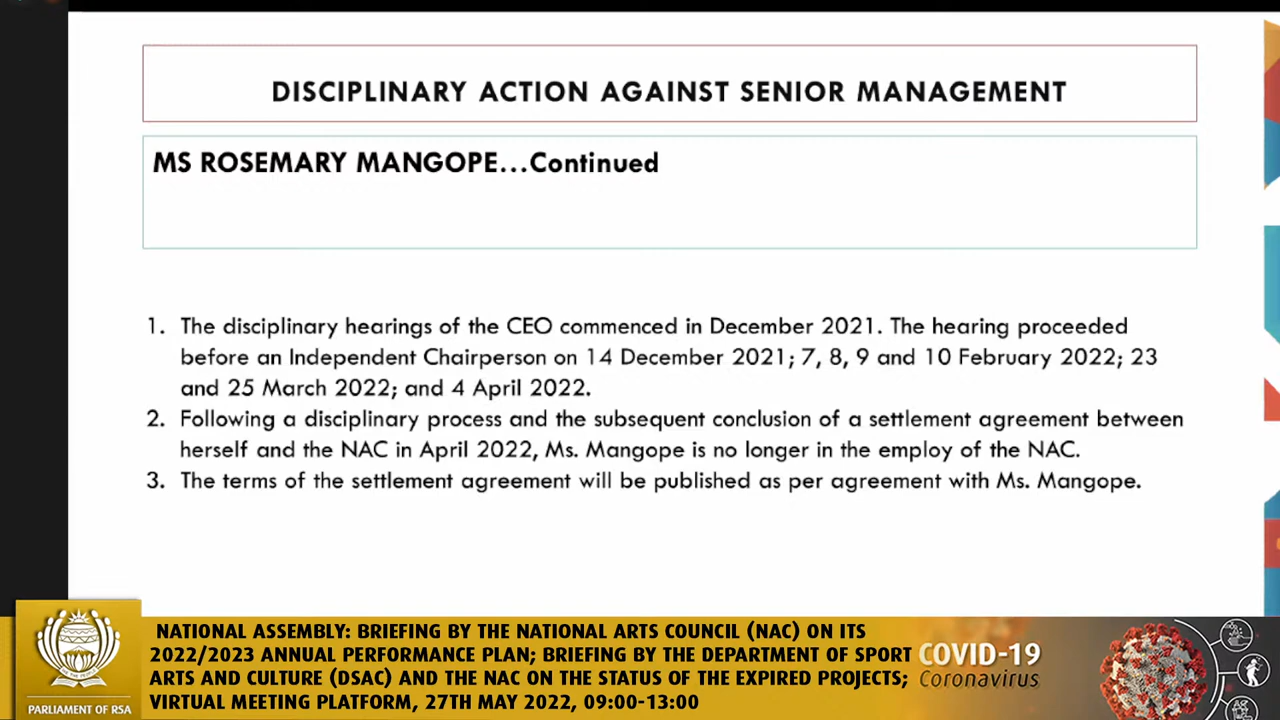 DISCIPLINARY ACTION AGAINST SENIOR MANAGEMENT
MS ROSEMARY MANGOPE...Continued
1. The disciplinary hearings of the CEO commenced in December 2021. The hearing proceeded
before an Independent Chairperson on 14 December 2021; 7, 8, 9 and 10 February 2022; 23
and 25 March 2022; and 4 April 2022.
2. Following a disciplinary process and the subsequent conclusion of a settlement agreement between
herself and the NAC in April 2022, Ms. Mangope is no longer in the employ of the NAC.
3. The terms of the settlement agreement will be published as per agreement with Ms. Mangope.
NATIONAL ASSEMBLY: BRIEFING BY THE NATIONAL ARTS COUNCIL (NAC) ON ITS
2022/2023 ANNUAL PERFORMANCE PLAN; BRIEFING BY THE DEPARTMENT OF SPORT
ARTS AND CULTURE (DSAC) AND THE NAC ON THE STATUS OF THE EXPIRED PROJECTS;
VIRTUAL MEETING PLATFORM, 27TH MAY 2022, 09:00-13:00
PARLIAMENT OF RSA
COVID-19
Coronavirus